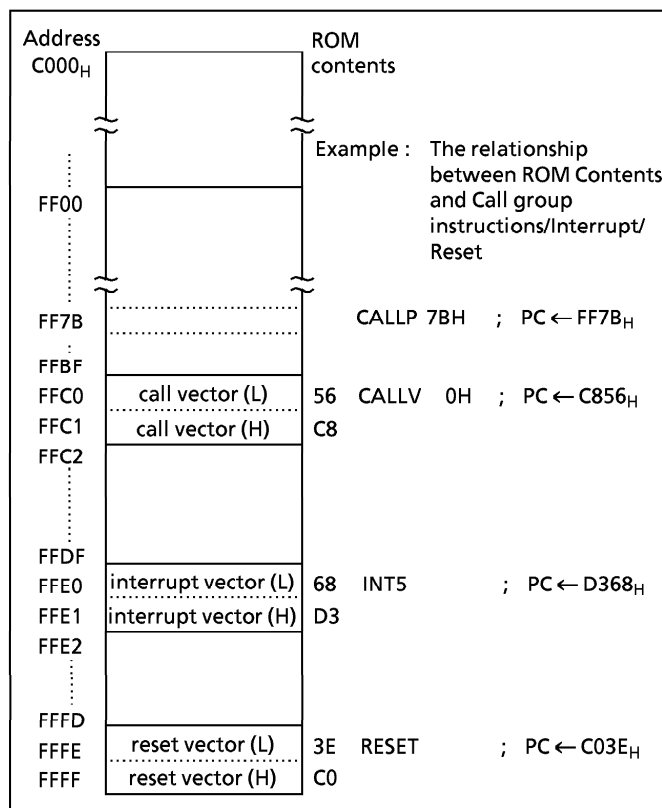 Address ROM
C000H contents
Example : The relationship
between ROM Contents
FF00 and Call group
instructions/Interrupt/
Reset
FF7B CALLP 7BH ; PC ← FF7BH
FFBF
FFC0 call vector (L) 56 CALLV 0H ; PC ← C856H
FFC1 call vector (H) C8
FFC2
FFDF
FFE0 interrupt vector (L) 68 INT5 ; PC ← D368H
FFE1 interrupt vector (H) D3
FFE2
FFFD
FFFE reset vector (L) 3E RESET ; PC ← C03EH
FFFF reset vector (H) C0